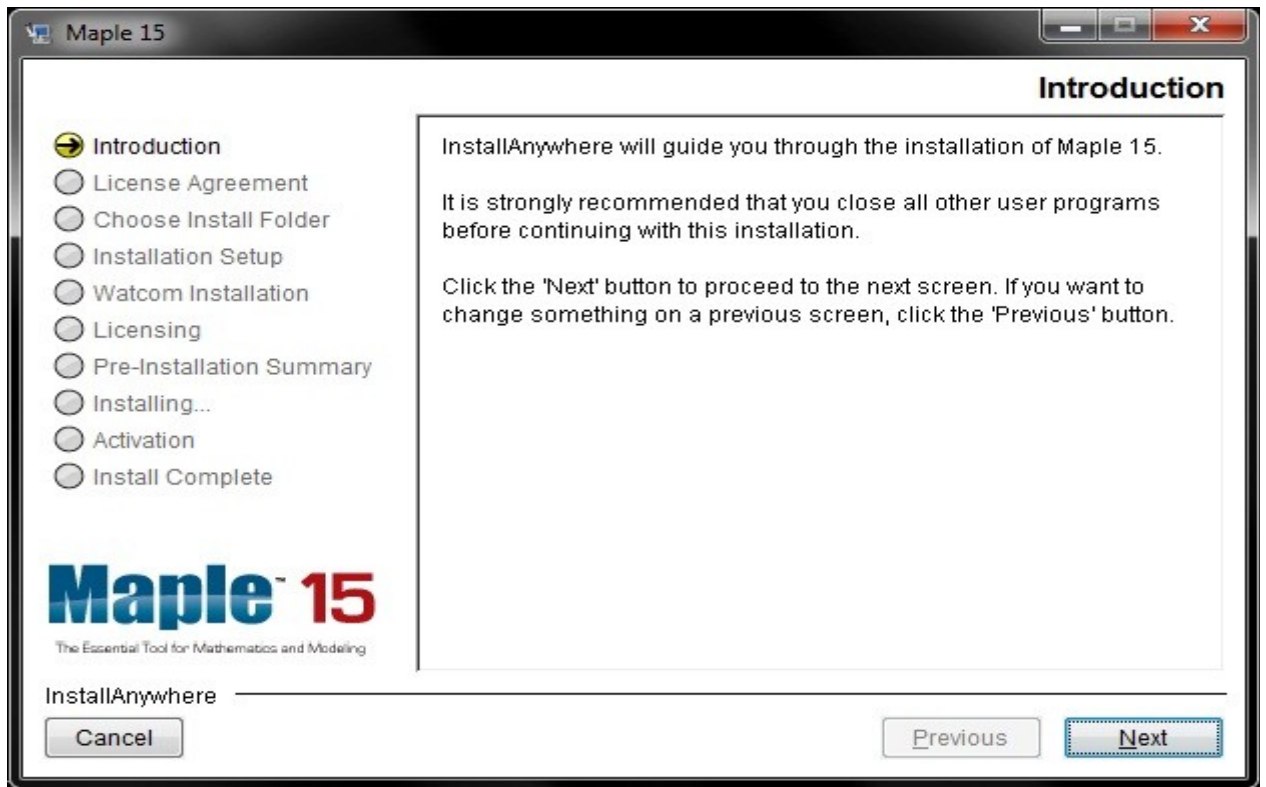 Maple 15
Introduction
Introduction
License Agreement
Choose Install Folder
Installation Setup
Watcom Installation
Licensing
Pre-Installation Summary
Installing...
Activation
Install Complete
InstallAnywhere will guide you through the installation of Maple 15.
It is strongly recommended that you close all other user programs
before continuing with this installation.
Click the 'Next' button to proceed to the next screen. If you want to
change something on a previous screen, click the 'Previous' button.
Maple™ 15
The Essential Tool for Mathematics and Modeling
InstallAnywhere
Cancel
Previous
Next